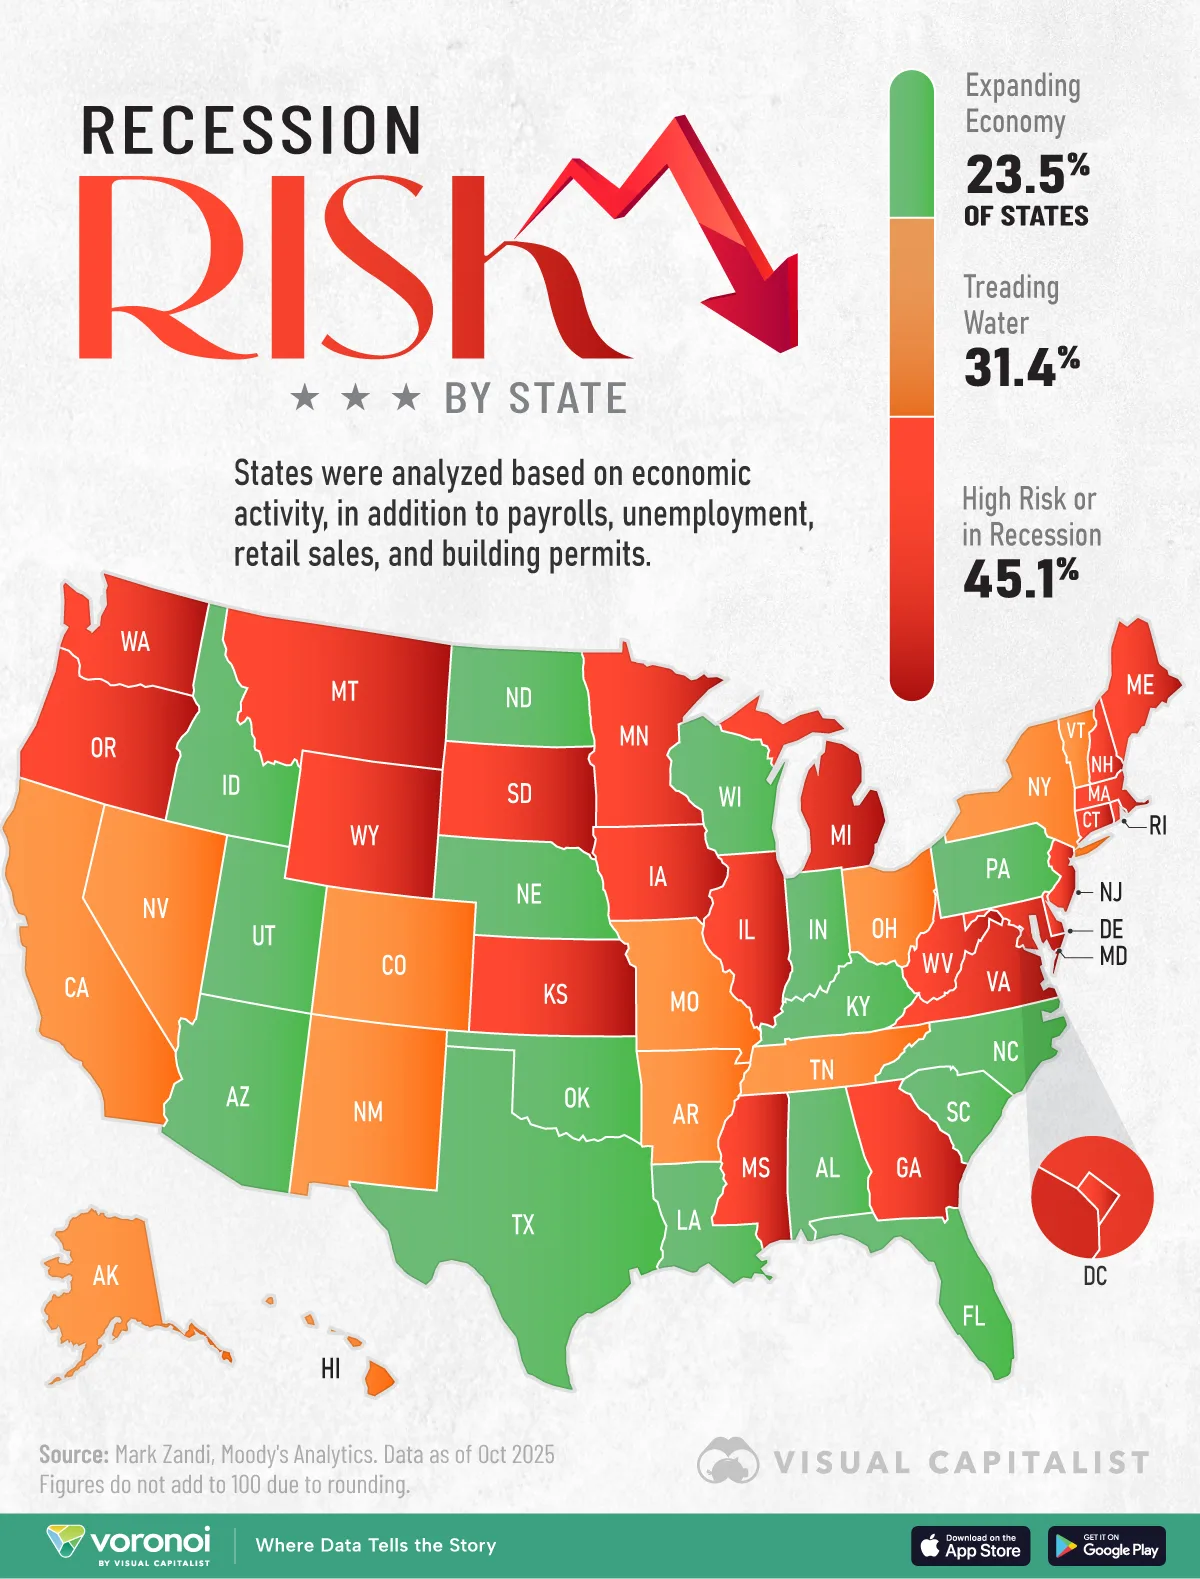 RECESSION
RISK
★ ★ ★ BY STATE
States were analyzed based on economic
activity, in addition to payrolls, unemployment,
retail sales, and building permits.
Expanding
Economy
23.5%
OF STATES
Treading
Water
31.4%
High Risk or
in Recession
45.1%
WA
MT
ND
MN
ME
OR
ID
SD
WI
VT
NH
NY
MA
CT
RI
WY
MI
IA
PA
NJ
NE
NV
UT
IL
IN
OH
DE
MD
CO
WV
CA
KS
MO
VA
KY
NC
TN
AZ
NM
OK
AR
SC
MS
AL
GA
TX
LA
DC
AK
FL
HI
Source: Mark Zandi, Moody's Analytics. Data as of Oct 2025
Figures do not add to 100 due to rounding.
VISUAL CAPITALIST
voronoi
BY VISUAL CAPITALIST
Where Data Tells the Story
Download on the
App Store
GET IT ON
Google Play